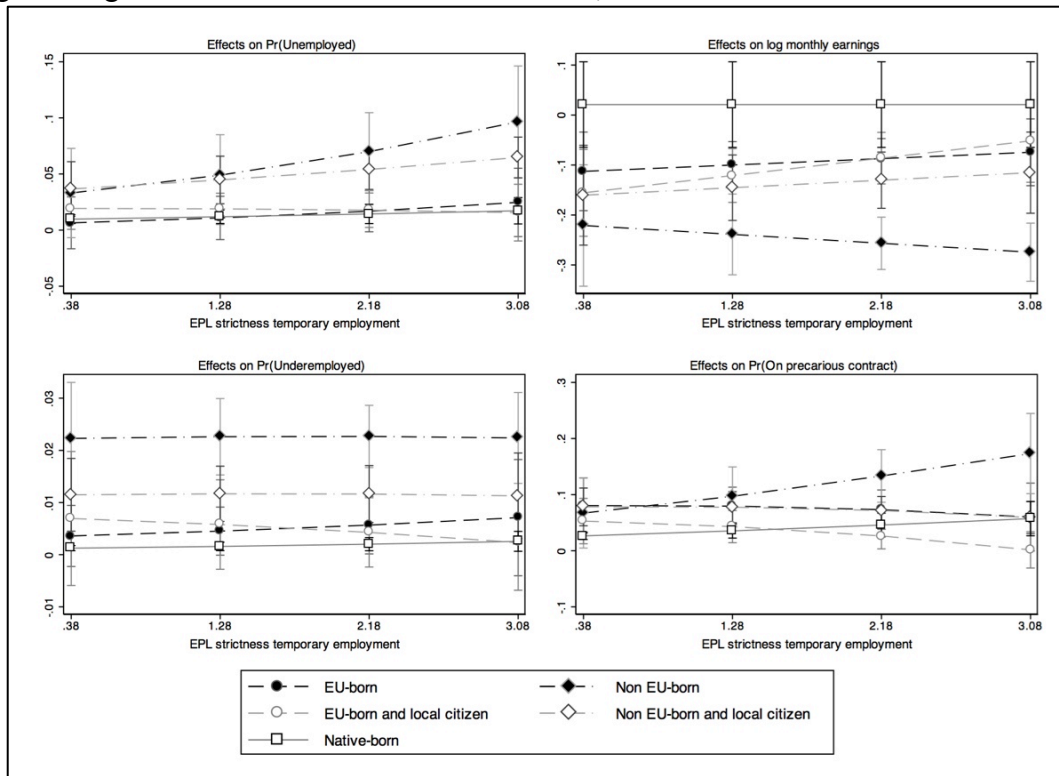 Effects on Pr(Unemployed)
.15
.1
.05
0
-.05
.38
1.28
2.18
3.08
EPL strictness temporary employment
Effects on log monthly earnings
.1
0
-.1
-.2
-.3
.38
1.28
2.18
3.08
EPL strictness temporary employment
Effects on Pr(Underemployed)
.03
.02
.01
0
-.01
.38
1.28
2.18
3.08
EPL strictness temporary employment
Effects on Pr(On precarious contract)
.3
.2
.1
0
-.1
.38
1.28
2.18
3.08
EPL strictness temporary employment
EU-born
Non EU-born
EU-born and local citizen
Non EU-born and local citizen
Native-born